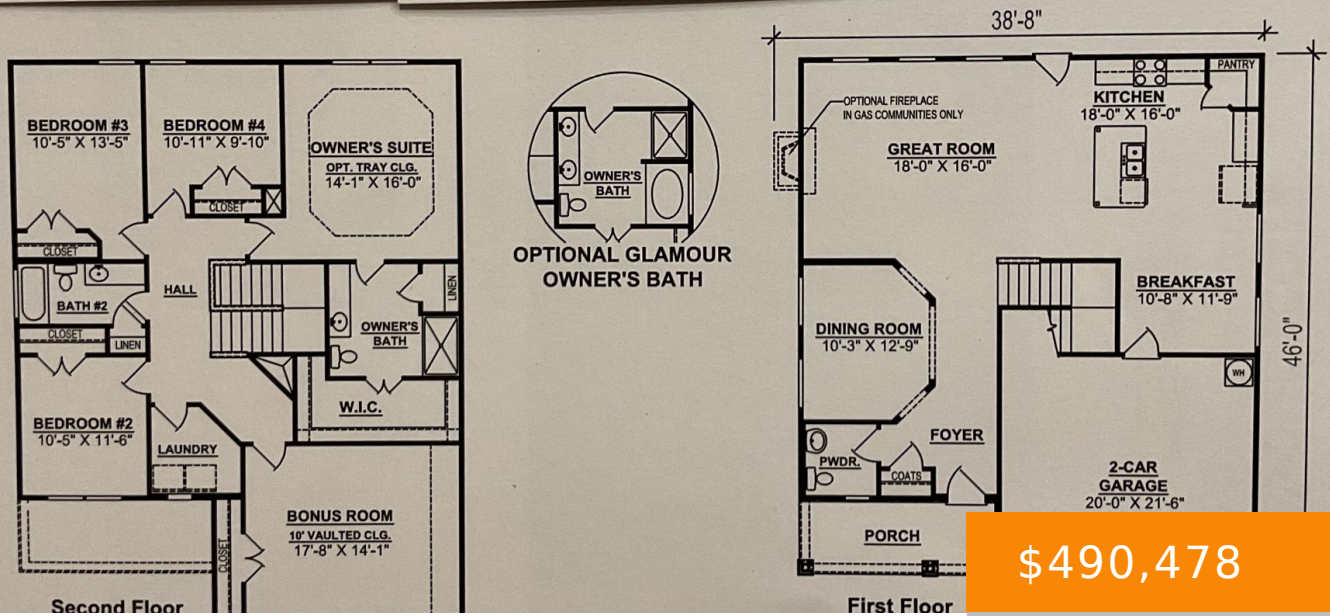 BEDROOM #3
10'-5" X 13'-5"
BEDROOM #4
10'-11" X 9'-10"
OWNER'S SUITE
OPT. TRAY CLG.
14'-1" X 16'-0"
CLOSET
CLOSET
HALL
BATH #2
CLOSET
LINEN
OWNER'S
BATH
LINEN
W.I.C.
BEDROOM #2
10'-5" X 11'-6"
LAUNDRY
CLOSET
BONUS ROOM
10' VAULTED CLG.
17'-8" X 14'-1"
Second Floor
OWNER'S
BATH
OPTIONAL GLAMOUR
OWNER'S BATH
38'-8"
46'-0"
OPTIONAL FIREPLACE
IN GAS COMMUNITIES ONLY
PANTRY
KITCHEN
18'-0" X 16'-0"
GREAT ROOM
18'-0" X 16'-0"
BREAKFAST
10'-8" X 11'-9"
DINING ROOM
10'-3" X 12'-9"
WH
FOYER
PWDR.
COATS
2-CAR
GARAGE
20'-0" X 21'-6"
PORCH
First Floor
$490,478